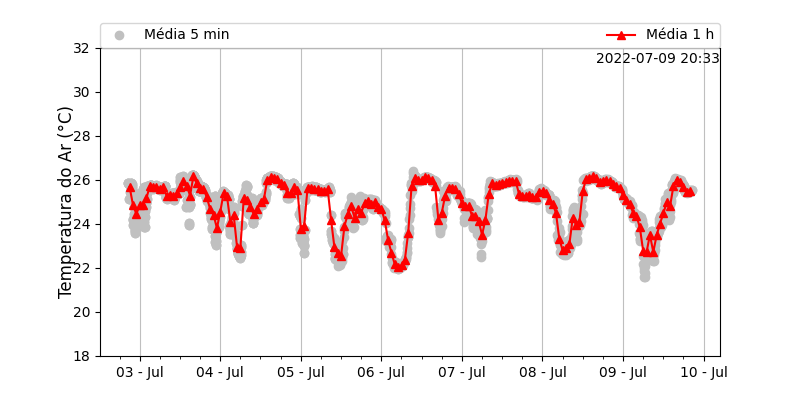 Média 5 min
Média 1 h
2022-07-09 20:33
Temperatura do Ar (°C)
32
30
28
26
24
22
20
18
03 - Jul
04 - Jul
05 - Jul
06 - Jul
07 - Jul
08 - Jul
09 - Jul
10 - Jul